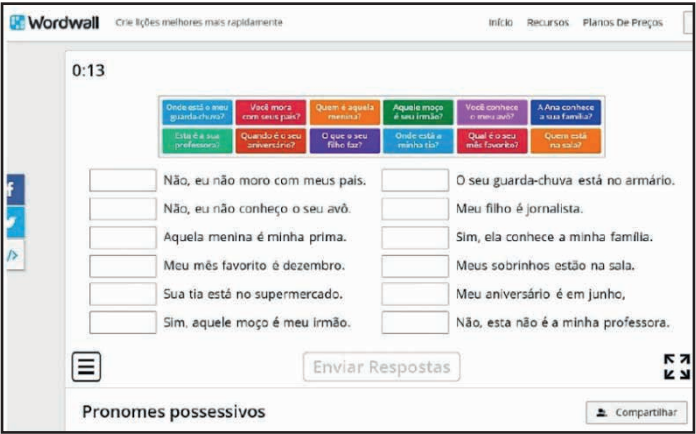 Wordwall Crie lições melhores mais rapidamente Início Recursos Planos De Preços
0:13
Onde está o meu guarda-chuva?
Você mora com seus pais?
Quem é aquela menina?
Aquele moço é seu irmão?
Você conhece o meu avô?
A Ana conhece a sua família?
Esta é a sua professora?
Quando é o seu aniversário?
O que o seu filho faz?
Onde está a minha tia?
Qual é o seu mês favorito?
Quem está na sala?
Não, eu não moro com meus pais.
O seu guarda-chuva está no armário.
Não, eu não conheço o seu avô.
Meu filho é jornalista.
Aquela menina é minha prima.
Sim, ela conhece a minha família.
Meu mês favorito é dezembro.
Meus sobrinhos estão na sala.
Sua tia está no supermercado.
Meu aniversário é em junho,
Sim, aquele moço é meu irmão.
Não, esta não é a minha professora.
Enviar Respostas
Pronomes possessivos
Compartilhar